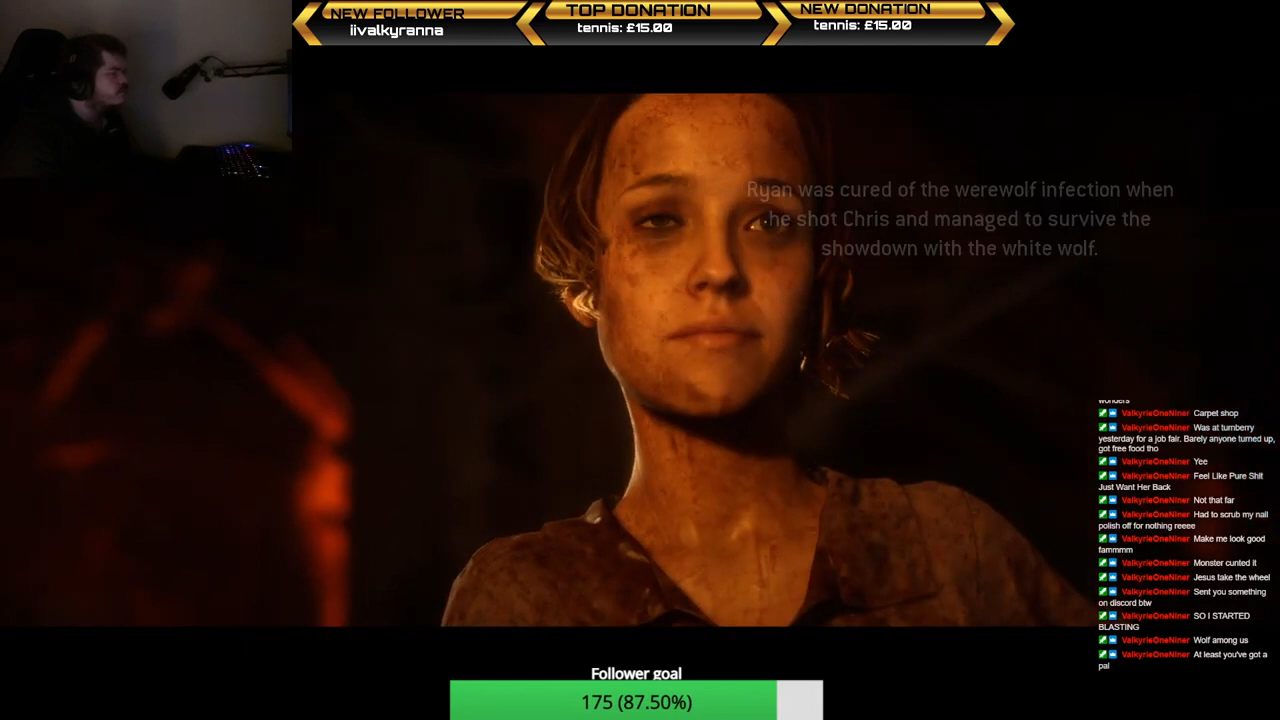 NEW FOLLOWER
iivalkyranna
TOP DONATION
tennis: £15.00
NEW DONATION
tennis: £15.00
Ryan was cured of the werewolf infection when
he shot Chris and managed to survive the
showdown with the white wolf.
wonders
ValkyrieOneNiner Carpet shop
ValkyrieOneNiner Was at turnberry
yesterday for a job fair. Barely anyone turned up,
got free food tho
ValkyrieOneNiner Yee
ValkyrieOneNiner Feel Like Pure Shit
Just Want Her Back
ValkyrieOneNiner Not that far
ValkyrieOneNiner Had to scrub my nail
polish off for nothing reeee
ValkyrieOneNiner Make me look good
fammmm
ValkyrieOneNiner Monster cunted it
ValkyrieOneNiner Jesus take the wheel
ValkyrieOneNiner Sent you something
on discord btw
ValkyrieOneNiner SO I STARTED
BLASTING
ValkyrieOneNiner Wolf among us
ValkyrieOneNiner At least you've got a
pal
Follower goal
175 (87.50%)